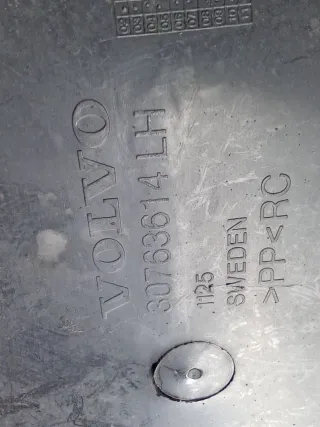 VOLVO
30763614 LH
1125
SWEDEN
>PP< RC